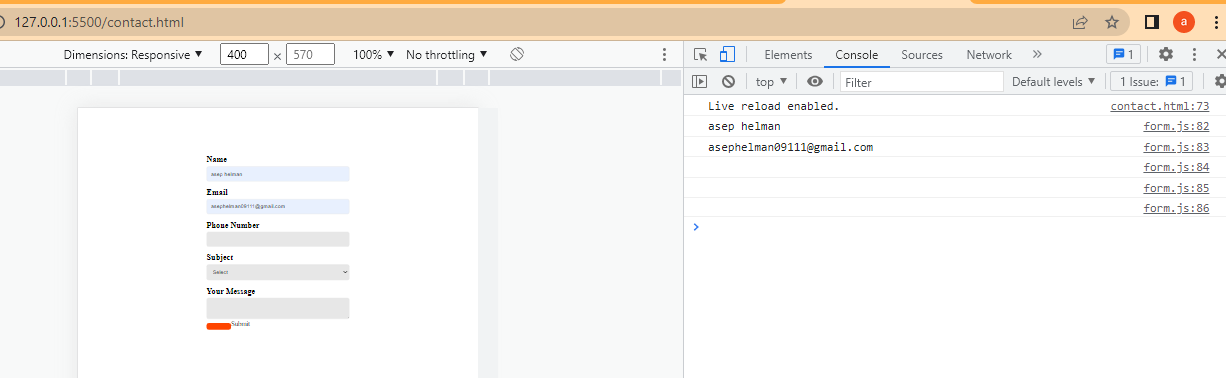 127.0.0.1:5500/contact.html
a
Dimensions: Responsive ▼ 400 × 570 100% ▼ No throttling ▼
Elements Console Sources Network » 1
top ▼ Filter Default levels ▼ 1 Issue: 1
Live reload enabled. contact.html:73
asep helman form.js:82
asephelman09111@gmail.com form.js:83
form.js:84
form.js:85
form.js:86
>
Name
asep helman
Email
asephelman09111@gmail.com
Phone Number
Subject
Select
Your Message
Submit